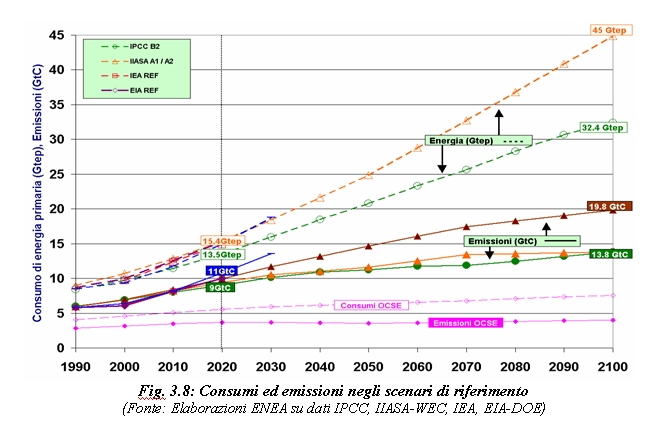 Consumo di energia primaria (Gtep), Emissioni (GtC)
45
40
35
30
25
20
15
10
5
0
IPCC B2
IIASA A1 / A2
IEA REF
EIA REF
45 Gtep
Energia (Gtep)
32.4 Gtep
19.8 GtC
15.4Gtep
13.5Gtep
Emissioni (GtC)
13.8 GtC
11GtC
9GtC
Consumi OCSE
Emissioni OCSE
1990 2000 2010 2020 2030 2040 2050 2060 2070 2080 2090 2100
Fig. 3.8: Consumi ed emissioni negli scenari di riferimento
(Fonte: Elaborazioni ENEA su dati IPCC, IIASA-WEC, IEA, EIA-DOE)